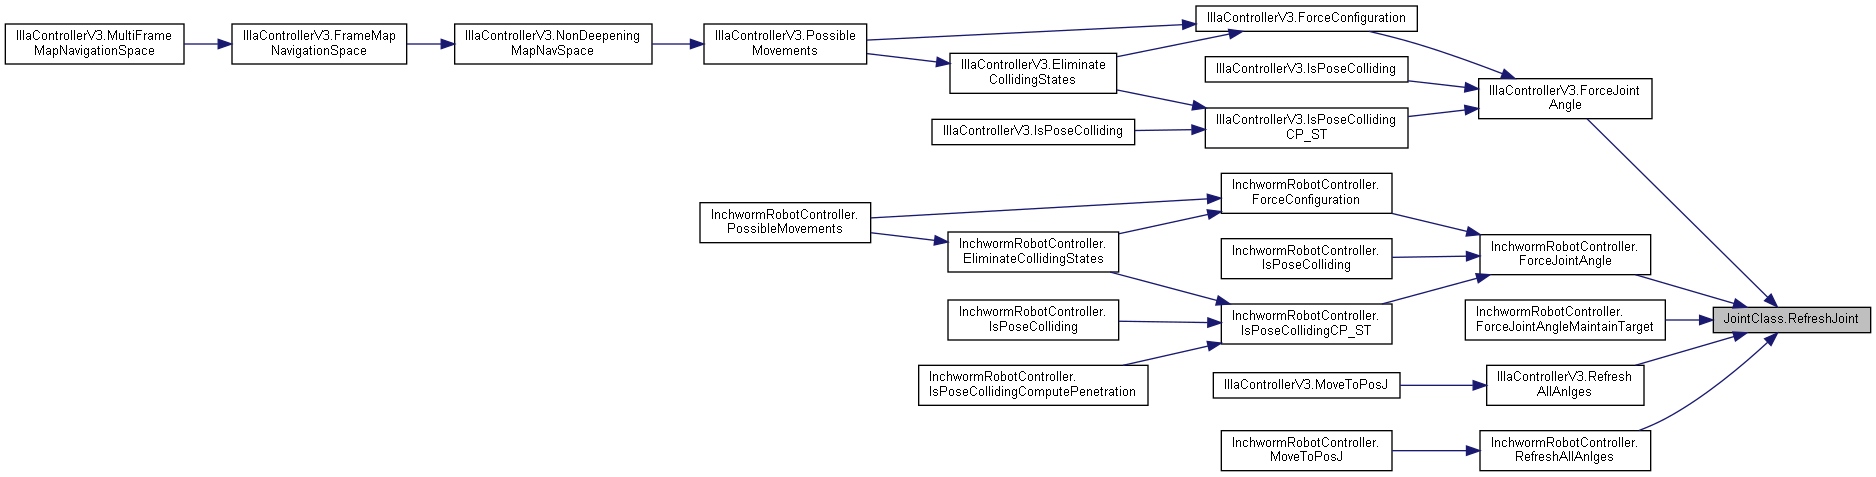 IllaControllerV3.MultiFrame
MapNavigationSpace
IllaControllerV3.FrameMap
NavigationSpace
IllaControllerV3.NonDeepening
MapNavSpace
IllaControllerV3.Possible
Movements
IllaControllerV3.ForceConfiguration
IllaControllerV3.Eliminate
CollidingStates
IllaControllerV3.IsPoseColliding
IllaControllerV3.ForceJoint
Angle
IllaControllerV3.IsPoseColliding
IllaControllerV3.IsPoseColliding
CP_ST
InchwormRobotController.
PossibleMovements
InchwormRobotController.
ForceConfiguration
InchwormRobotController.
EliminateCollidingStates
InchwormRobotController.
IsPoseColliding
InchwormRobotController.
ForceJointAngle
InchwormRobotController.
IsPoseColliding
InchwormRobotController.
IsPoseCollidingCP_ST
InchwormRobotController.
ForceJointAngleMaintainTarget
JointClass.RefreshJoint
InchwormRobotController.
IsPoseCollidingComputePenetration
IllaControllerV3.MoveToPosJ
IllaControllerV3.Refresh
AllAnlges
InchwormRobotController.
MoveToPosJ
InchwormRobotController.
RefreshAllAnlges